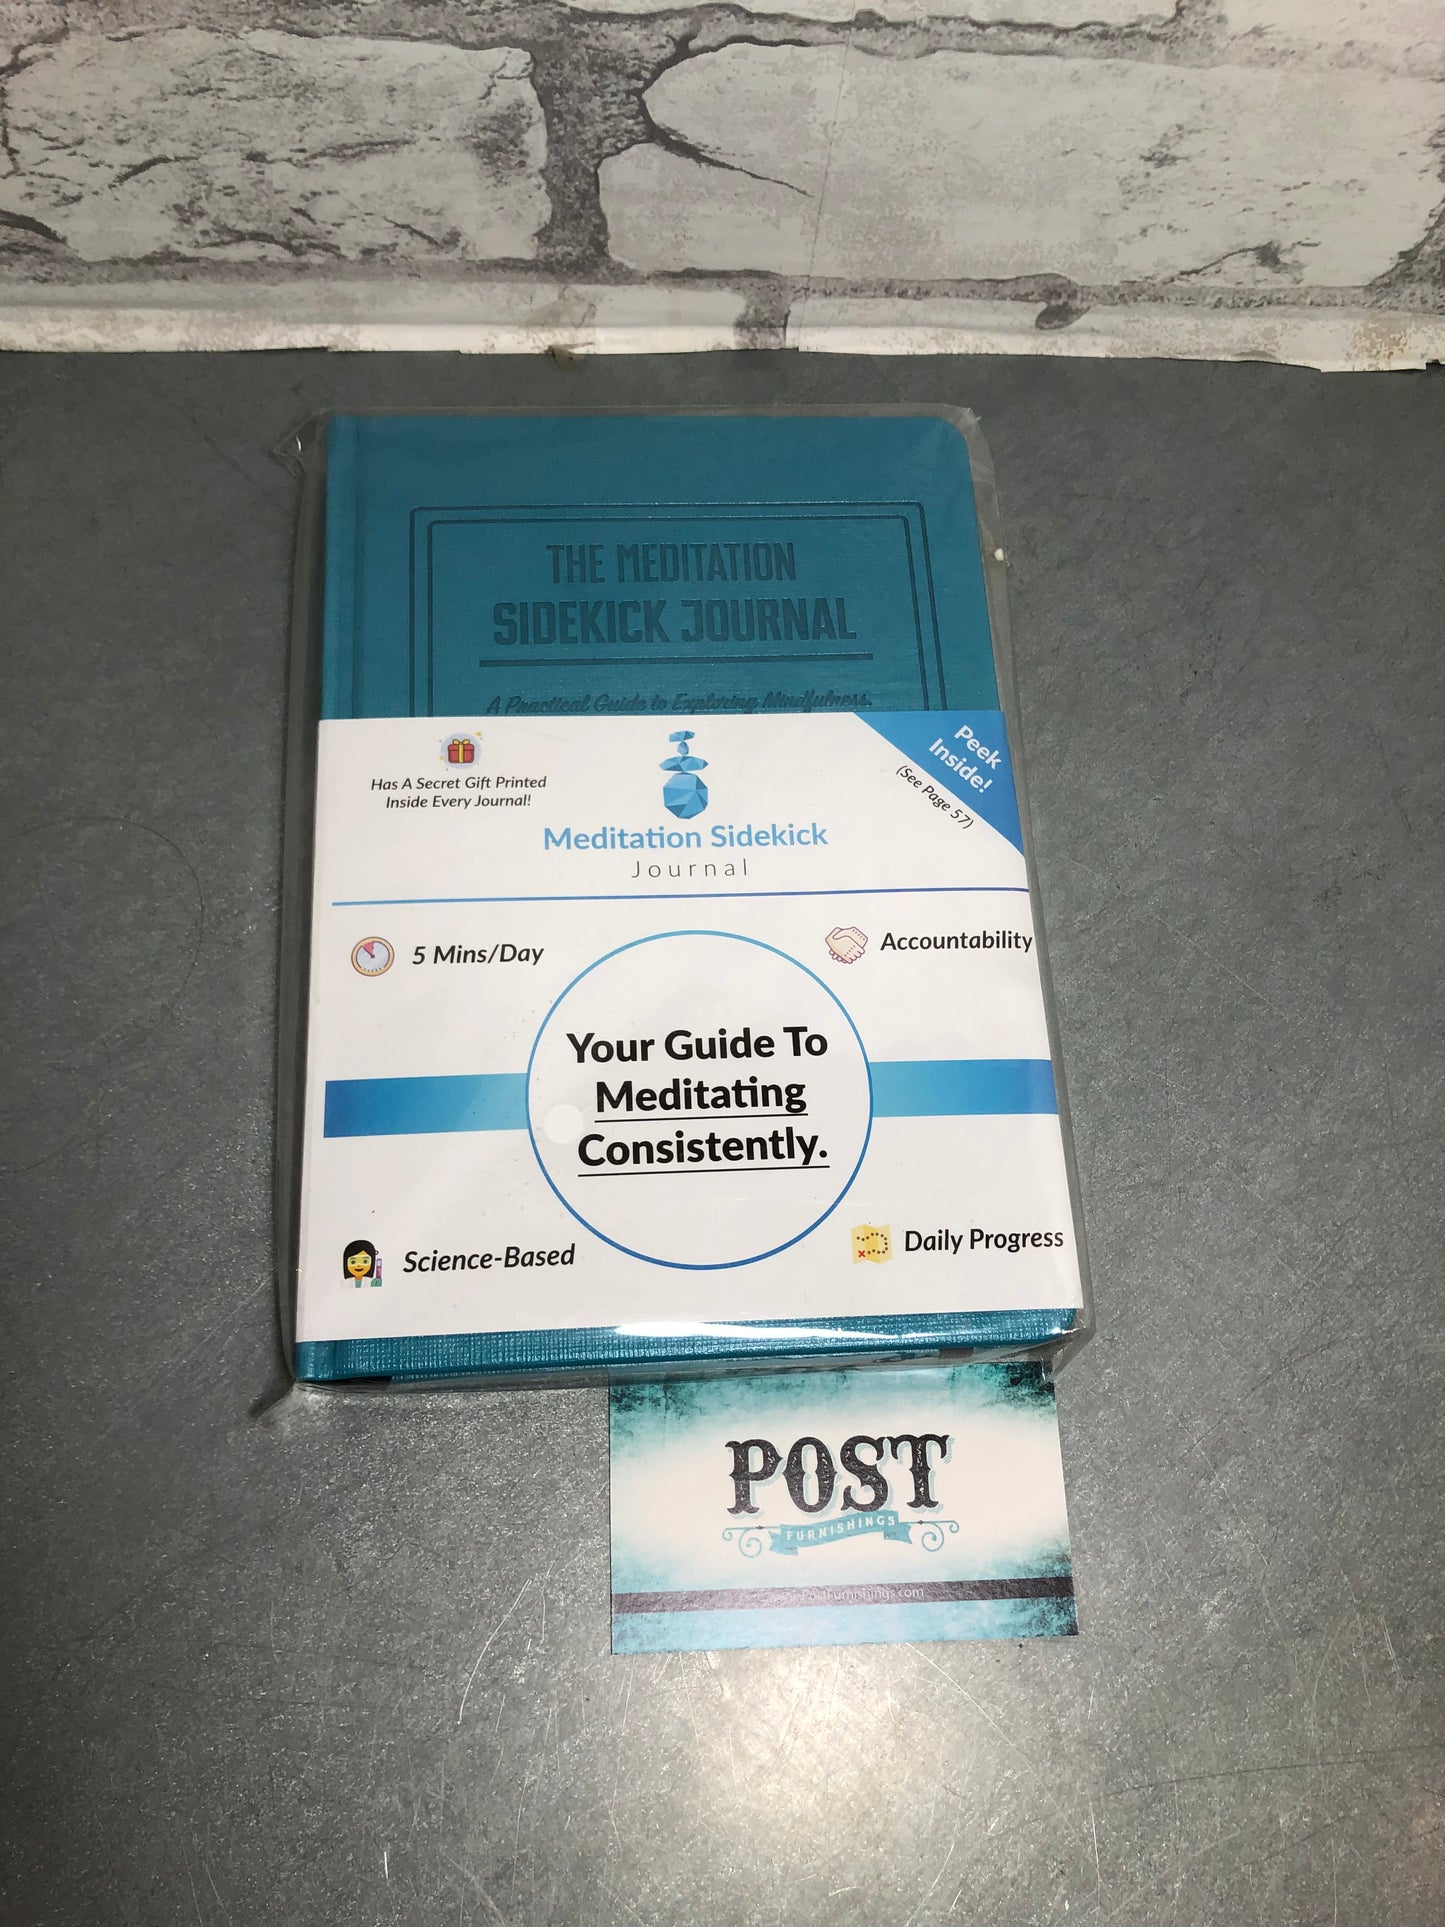 THE MEDITATION
SIDEKICK JOURNAL
A Practical Guide to Exploring Mindfulness.
Has A Secret Gift Printed
Inside Every Journal!
Peek
Inside!
(See Page 57)
Meditation Sidekick
Journal
5 Mins/Day
Accountability
Your Guide To
Meditating
Consistently.
Science-Based
Daily Progress
POST
FURNISHINGS
PostFurnishings.com